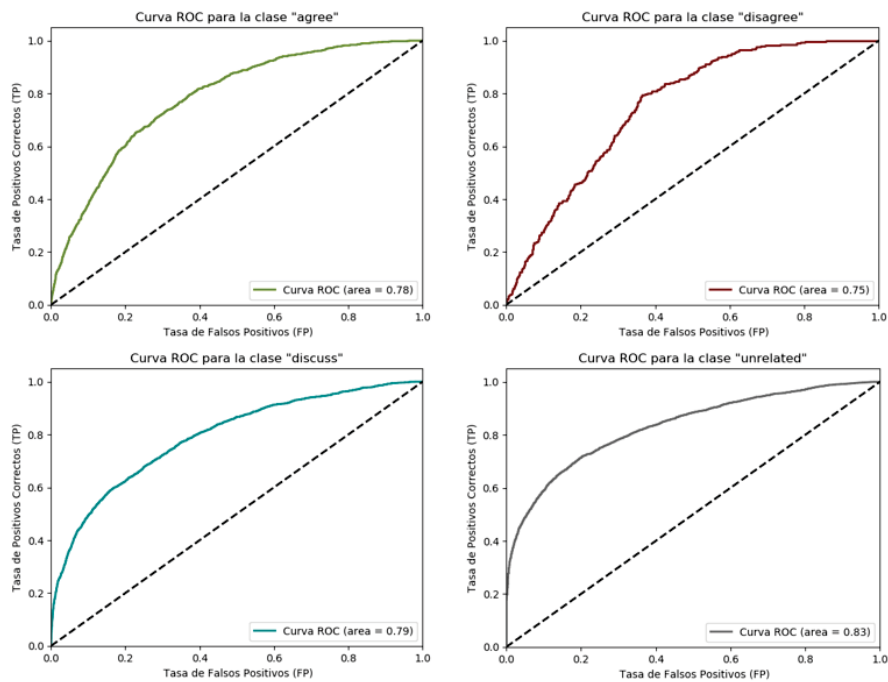 Curva ROC para la clase "agree"
Tasa de Positivos Correctos (TP)
1.0
0.8
0.6
0.4
0.2
0.0
Curva ROC (area = 0.78)
0.0 0.2 0.4 0.6 0.8 1.0
Tasa de Falsos Positivos (FP)
Curva ROC para la clase "disagree"
Tasa de Positivos Correctos (TP)
1.0
0.8
0.6
0.4
0.2
0.0
Curva ROC (area = 0.75)
0.0 0.2 0.4 0.6 0.8 1.0
Tasa de Falsos Positivos (FP)
Curva ROC para la clase "discuss"
Tasa de Positivos Correctos (TP)
1.0
0.8
0.6
0.4
0.2
0.0
Curva ROC (area = 0.79)
0.0 0.2 0.4 0.6 0.8 1.0
Tasa de Falsos Positivos (FP)
Curva ROC para la clase "unrelated"
Tasa de Positivos Correctos (TP)
1.0
0.8
0.6
0.4
0.2
0.0
Curva ROC (area = 0.83)
0.0 0.2 0.4 0.6 0.8 1.0
Tasa de Falsos Positivos (FP)